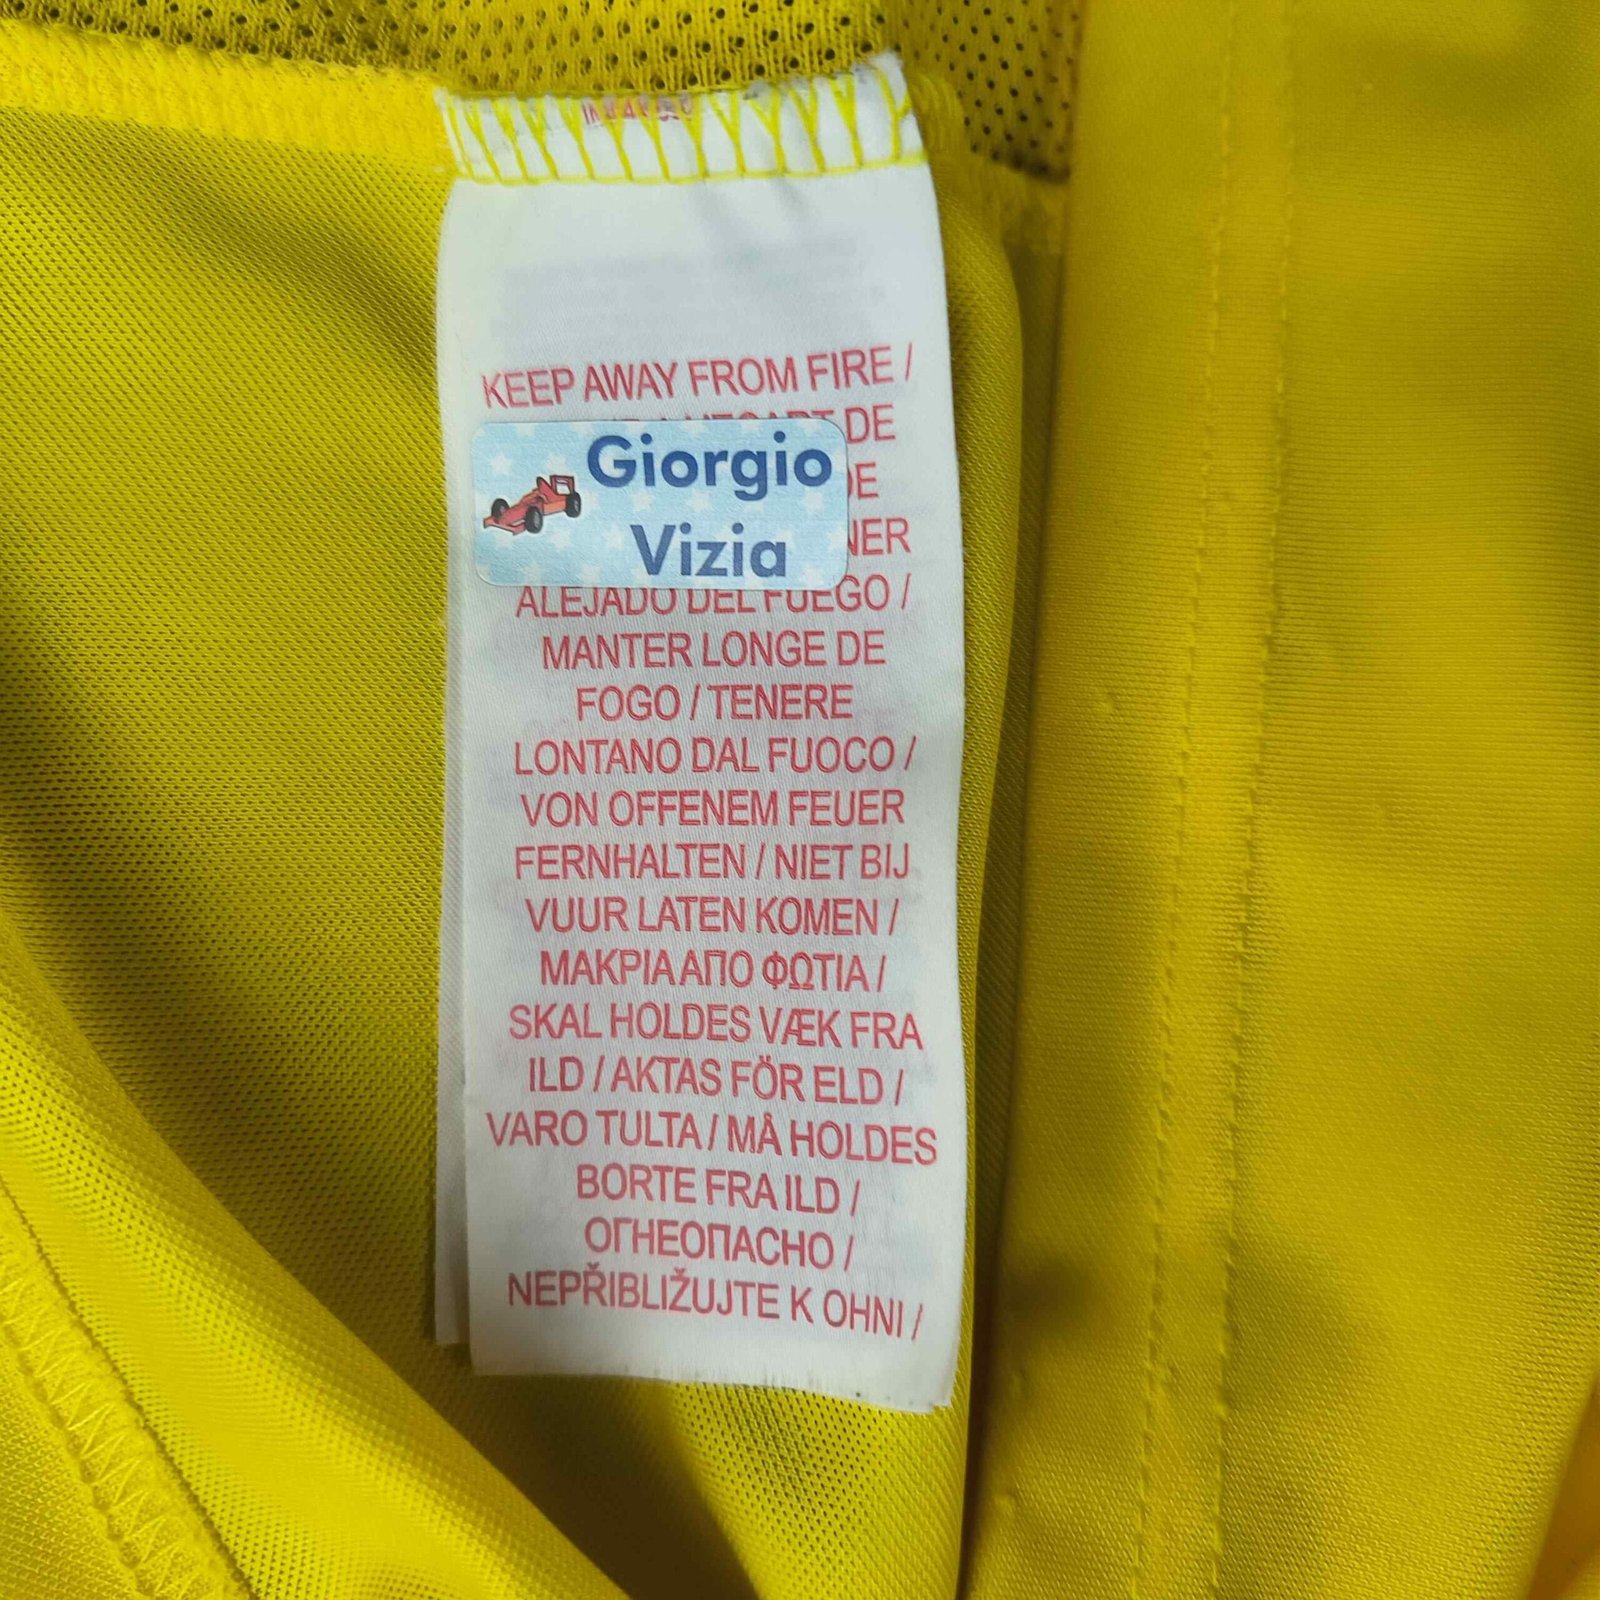 KEEP AWAY FROM FIRE /
DE
Giorgio
DE
Vizia
ALEJADO DEL FUEGO /
MANTER LONGE DE
FOGO / TENERE
LONTANO DAL FUOCO /
VON OFFENEM FEUER
FERNHALTEN / NIET BIJ
VUUR LATEN KOMEN /
ΜΑΚΡΙΑ ΑΠΟ ΦΩΤΙΑ /
SKAL HOLDES VÆK FRA
ILD / AKTAS FÖR ELD /
VARO TULTA / MÅ HOLDES
BORTE FRA ILD /
ОГНЕОПАСНО /
NEPŘIBLIŽUJTE K OHNI /